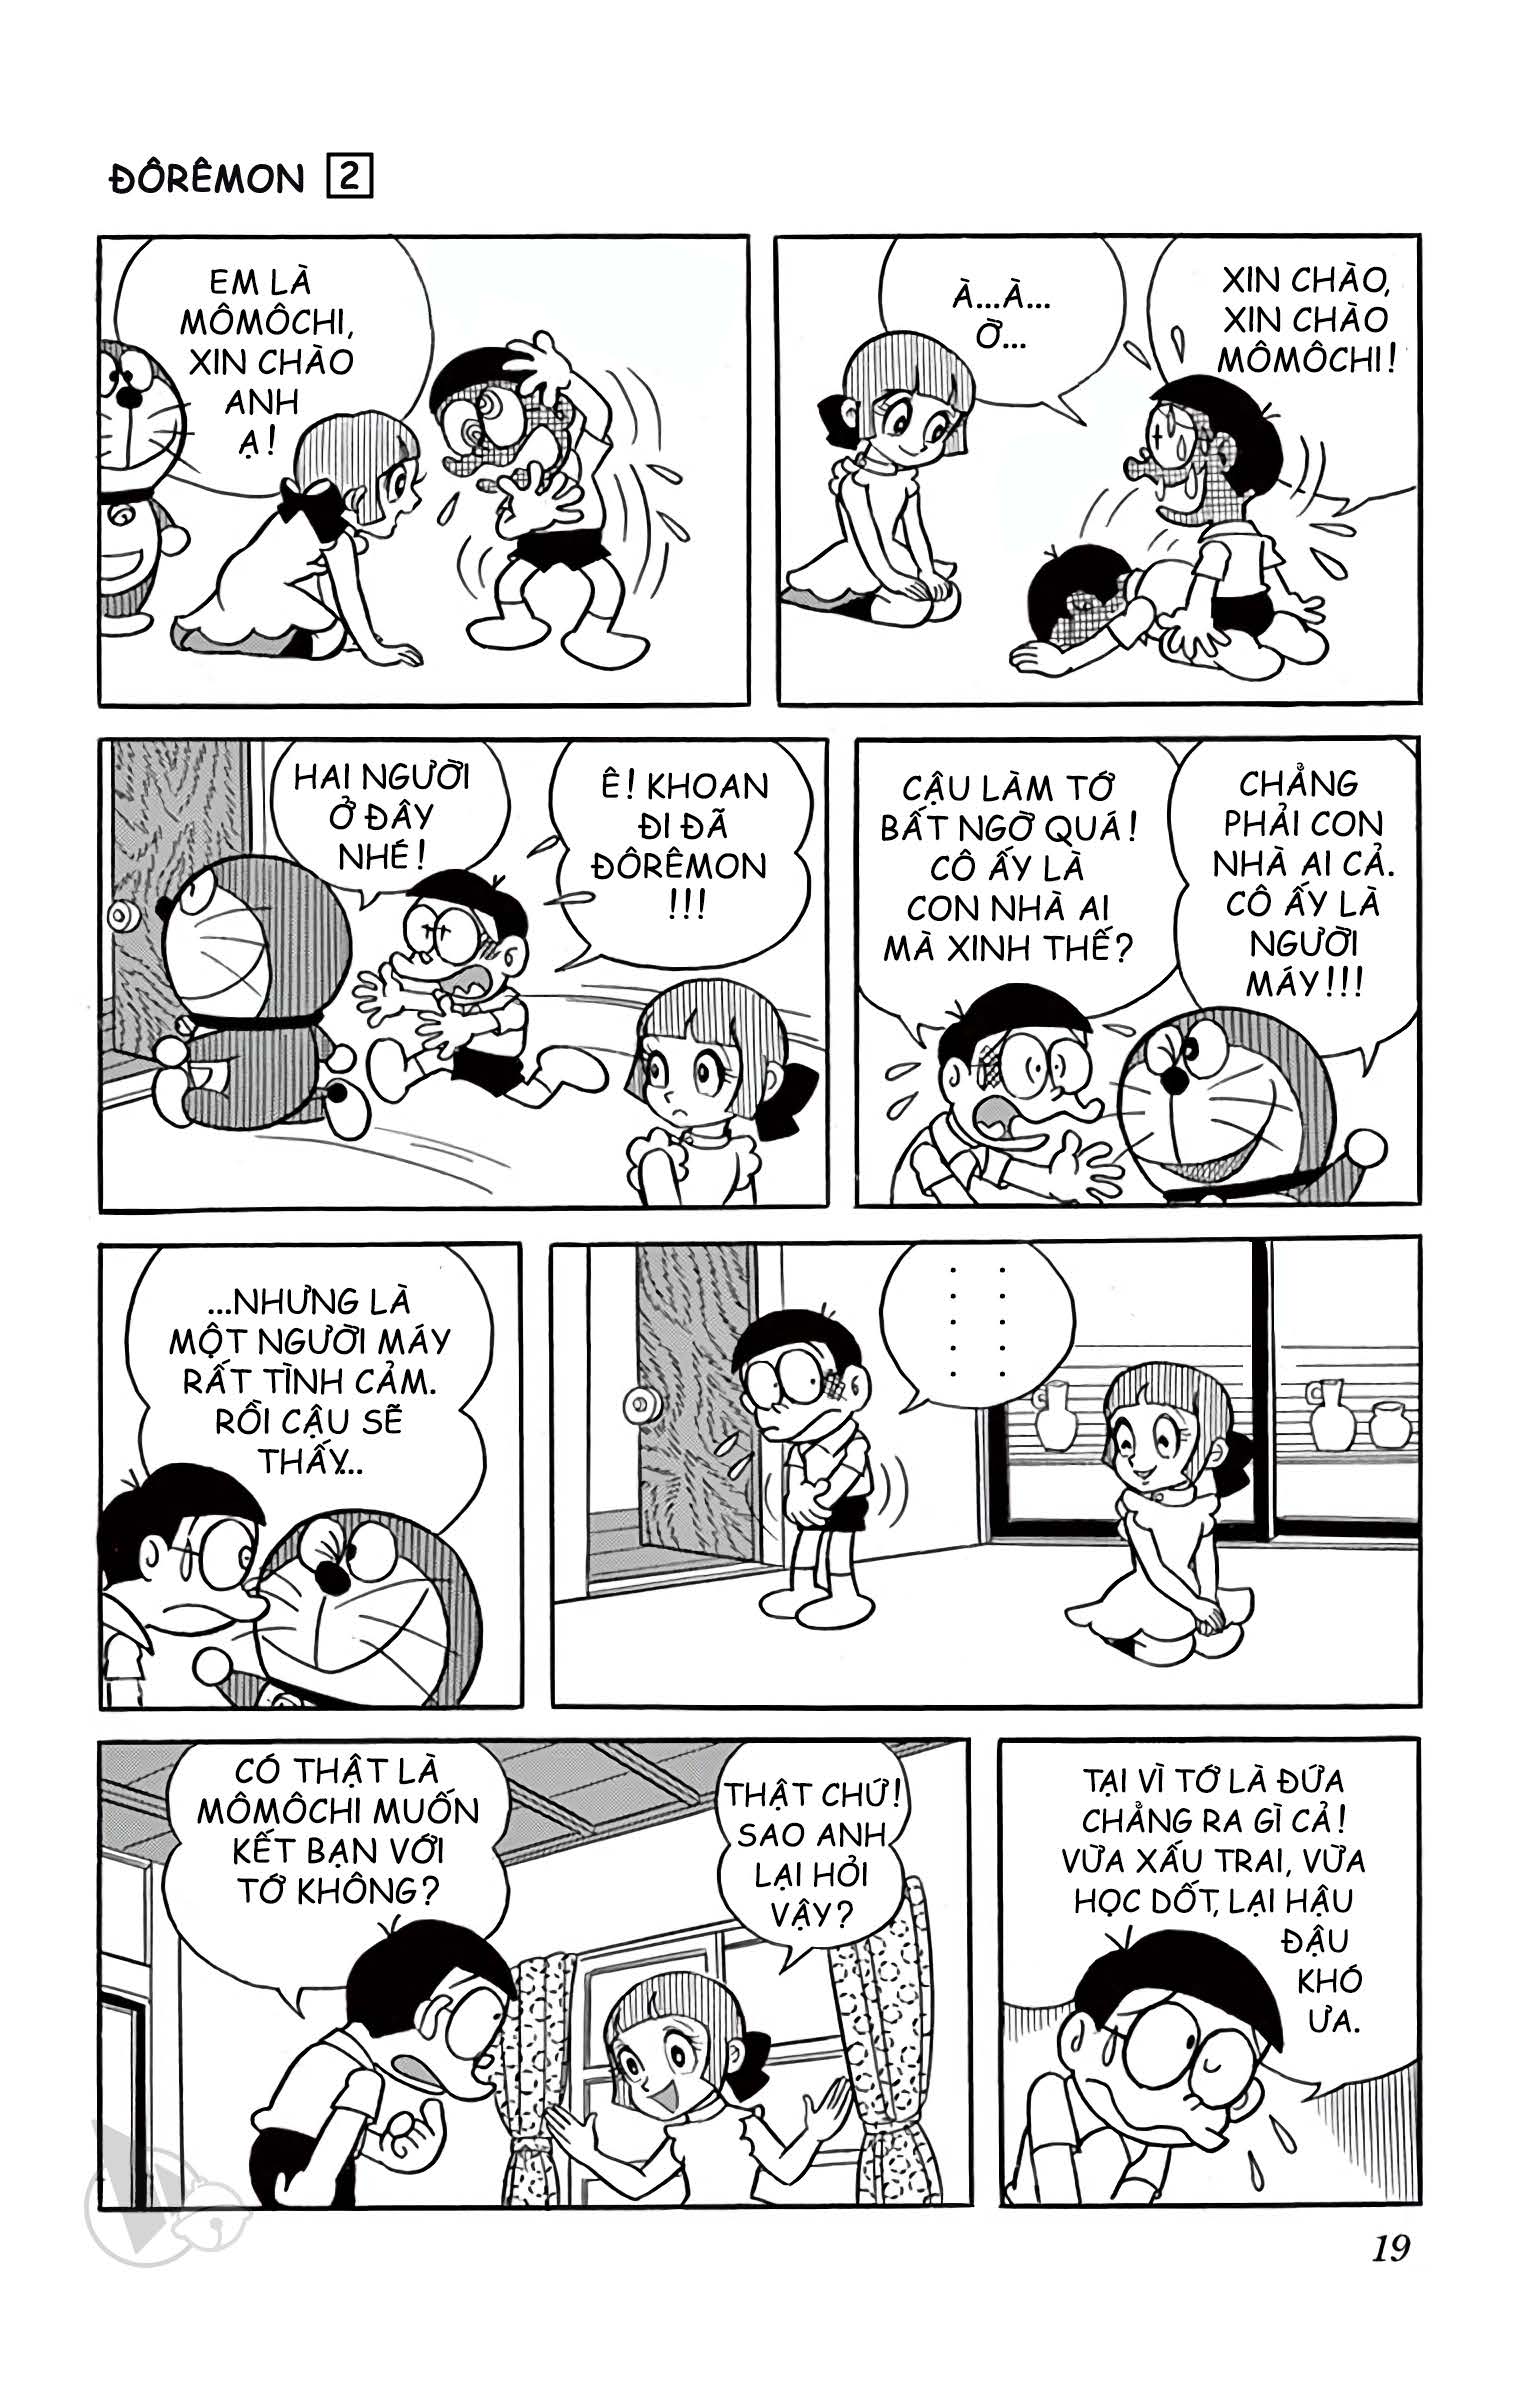 ĐÔRÊMON 2
EM LÀ
MÔMÔCHI,
XIN CHÀO
ANH
Ạ!
À...À...
Ờ...
XIN CHÀO,
XIN CHÀO
MÔMÔCHI!
HAI NGƯỜI
Ở ĐÂY
NHÉ!
Ê! KHOAN
ĐI ĐÃ
ĐÔRÊMON
!!!
CẬU LÀM TỚ
BẤT NGỜ QUÁ!
CÔ ẤY LÀ
CON NHÀ AI
MÀ XINH THẾ?
CHẲNG
PHẢI CON
NHÀ AI CẢ.
CÔ ẤY LÀ
NGƯỜI
MÁY!!!
...NHƯNG LÀ
MỘT NGƯỜI MÁY
RẤT TÌNH CẢM.
RỒI CẬU SẼ
THẤY...
CÓ THẬT LÀ
MÔMÔCHI MUỐN
KẾT BẠN VỚI
TỚ KHÔNG?
THẬT CHỨ!
SAO ANH
LẠI HỎI
VẬY?
TẠI VÌ TỚ LÀ ĐỨA
CHẲNG RA GÌ CẢ!
VỪA XẤU TRAI, VỪA
HỌC DỐT, LẠI HẬU
ĐẬU
KHÓ
ƯA.
19